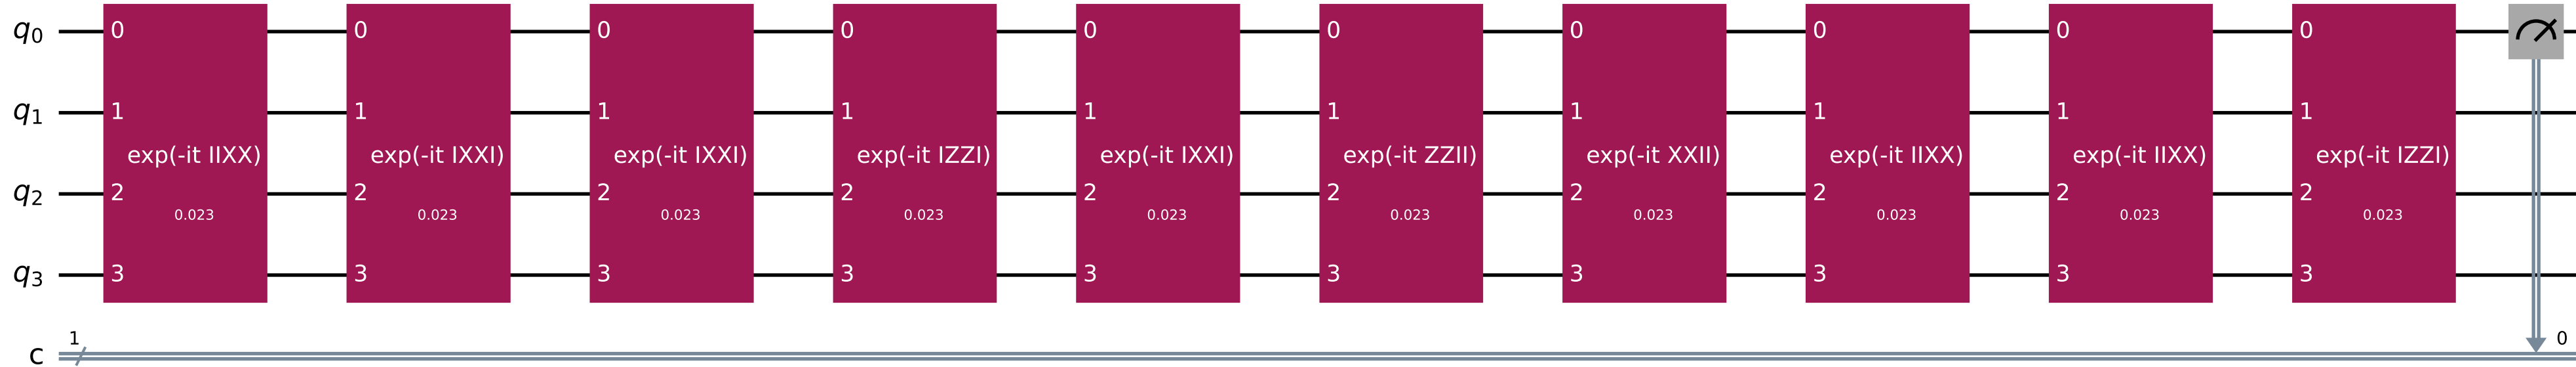 q0 0 0 0 0 0 0 0 0 0 0
q1 1 1 1 1 1 1 1 1 1 1
exp(-it IIXX) exp(-it IXXI) exp(-it IXXI) exp(-it IZZI) exp(-it IXXI) exp(-it ZZII) exp(-it XXII) exp(-it IIXX) exp(-it IIXX) exp(-it IZZI)
q2 2 2 2 2 2 2 2 2 2 2
0.023 0.023 0.023 0.023 0.023 0.023 0.023 0.023 0.023 0.023
q3 3 3 3 3 3 3 3 3 3 3
1 0
c